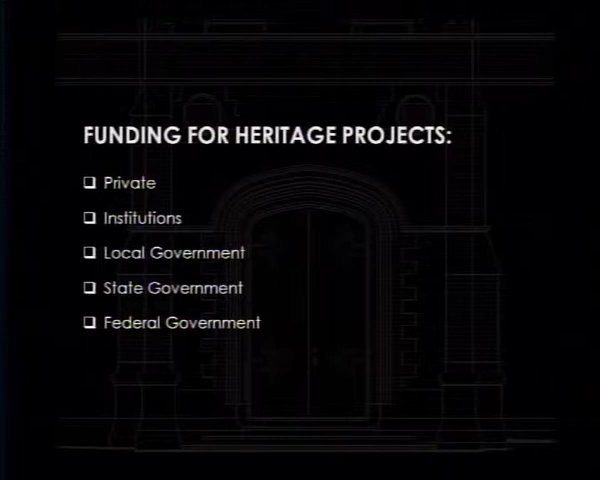 FUNDING FOR HERITAGE PROJECTS:
❑ Private
❑ Institutions
❑ Local Government
❑ State Government
❑ Federal Government